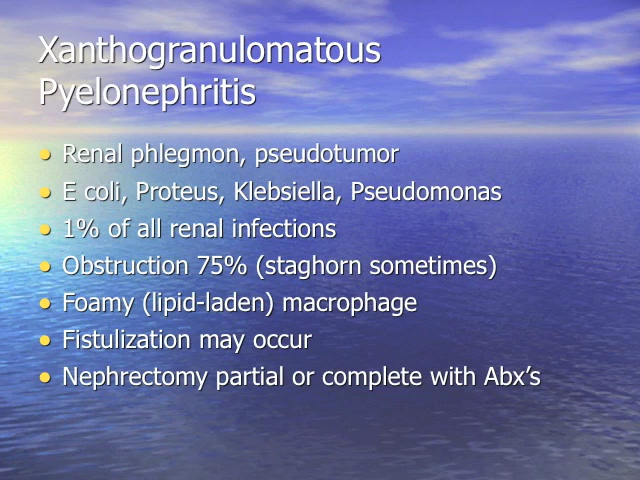 Xanthogranulomatous
Pyelonephritis
• Renal phlegmon, pseudotumor
• E coli, Proteus, Klebsiella, Pseudomonas
• 1% of all renal infections
• Obstruction 75% (staghorn sometimes)
• Foamy (lipid-laden) macrophage
• Fistulization may occur
• Nephrectomy partial or complete with Abx’s